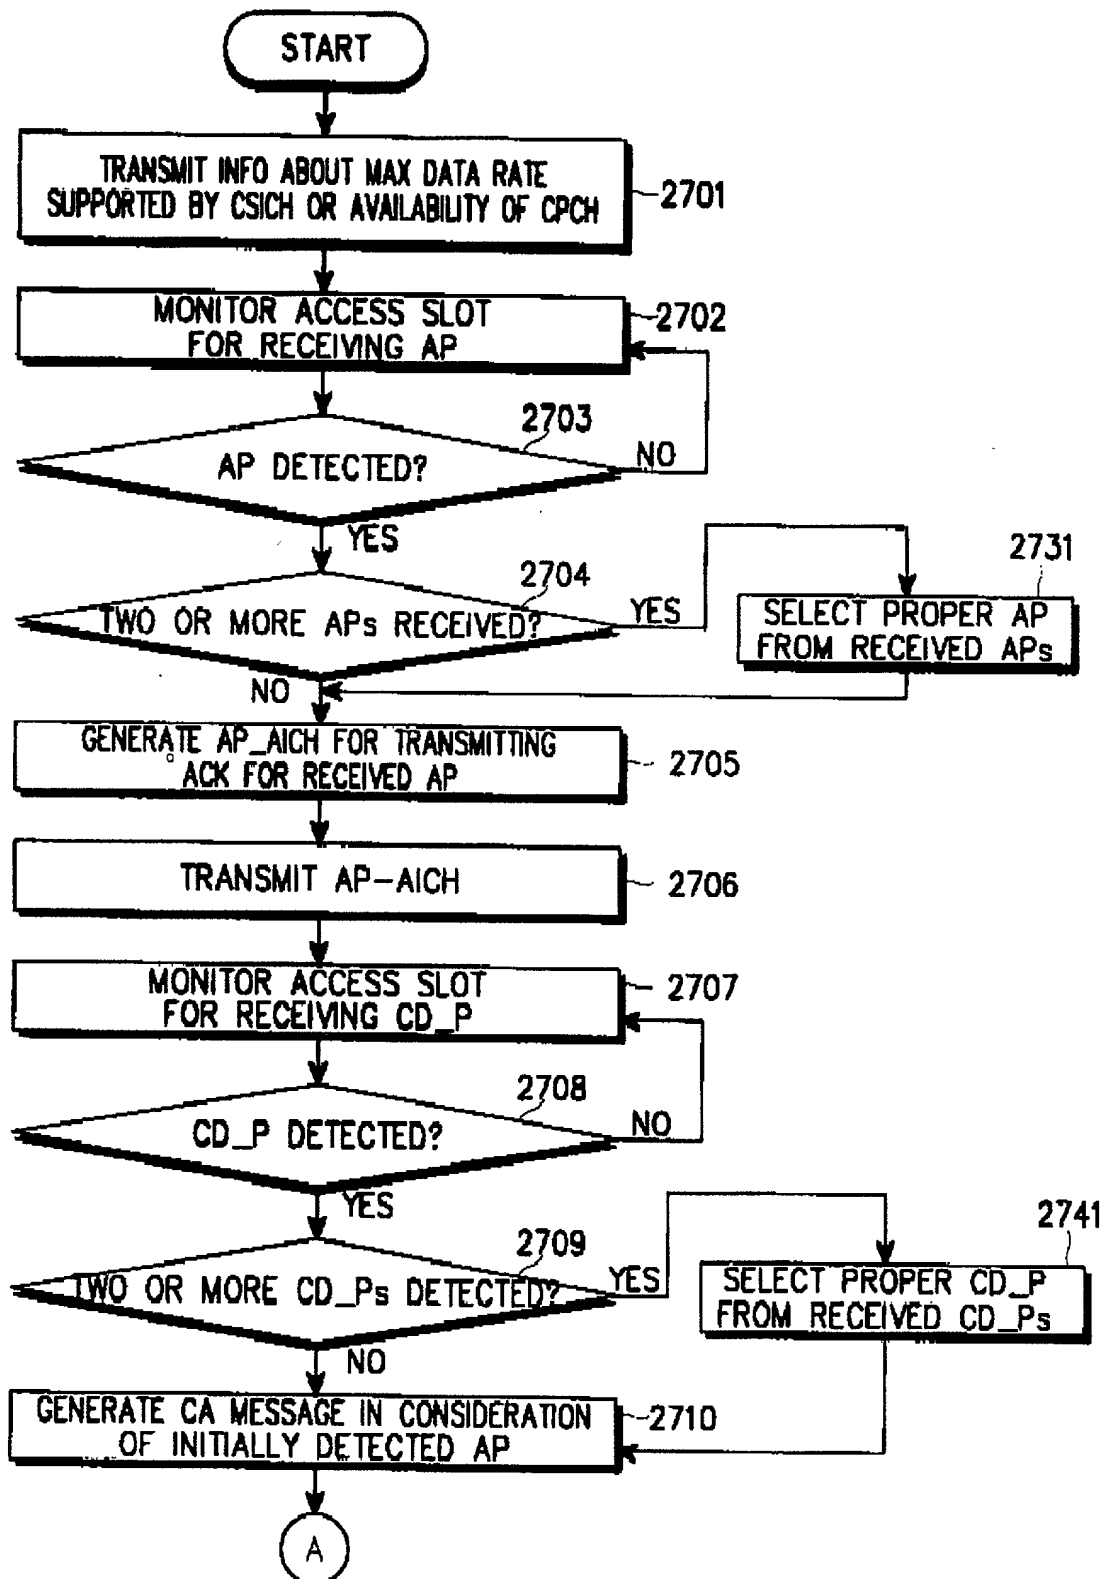 START
TRANSMIT INFO ABOUT MAX DATA RATE
SUPPORTED BY CSICH OR AVAILABILITY OF CPCH
2701
MONITOR ACCESS SLOT
FOR RECEIVING AP
2702
2703
AP DETECTED?
NO
YES
2704
TWO OR MORE APs RECEIVED?
YES
2731
SELECT PROPER AP
FROM RECEIVED APs
NO
GENERATE AP_AICH FOR TRANSMITTING
ACK FOR RECEIVED AP
2705
TRANSMIT AP-AICH
2706
MONITOR ACCESS SLOT
FOR RECEIVING CD_P
2707
2708
CD_P DETECTED?
NO
YES
2709
TWO OR MORE CD_Ps DETECTED?
YES
2741
SELECT PROPER CD_P
FROM RECEIVED CD_Ps
NO
GENERATE CA MESSAGE IN CONSIDERATION
OF INITIALLY DETECTED AP
2710
A